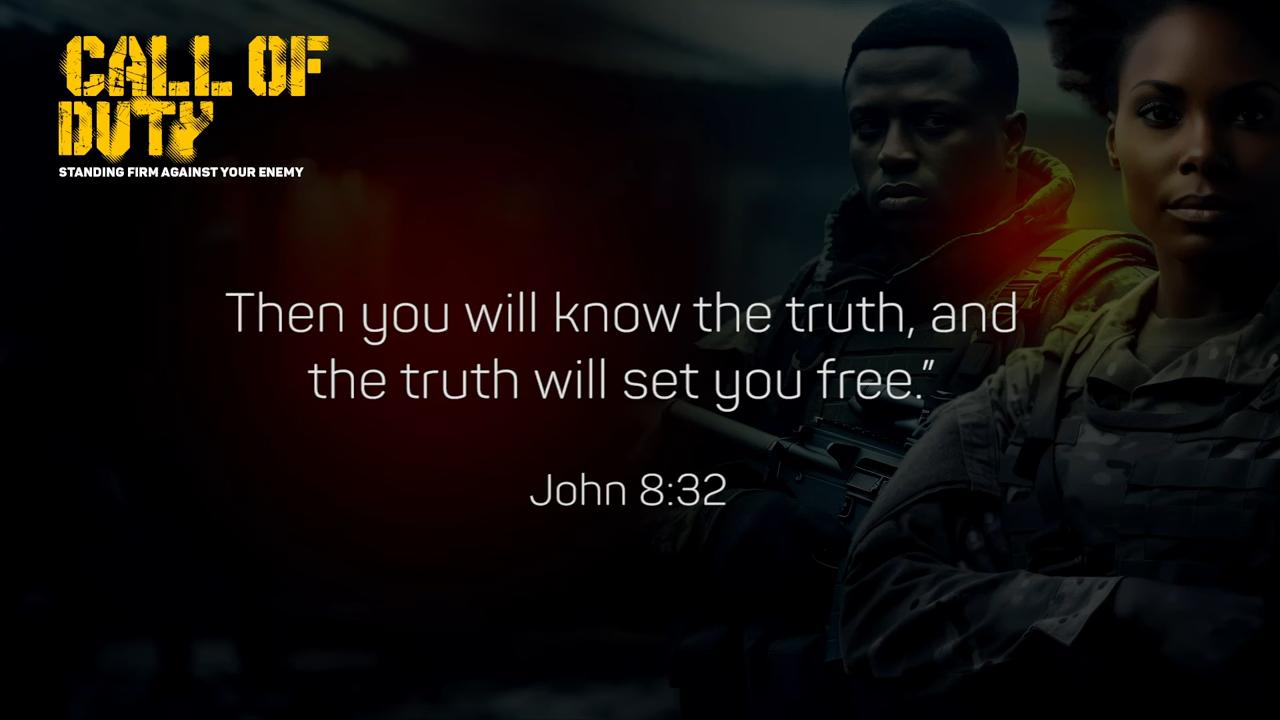 CALL OF
DUTY
STANDING FIRM AGAINST YOUR ENEMY
Then you will know the truth, and
the truth will set you free.”
John 8:32